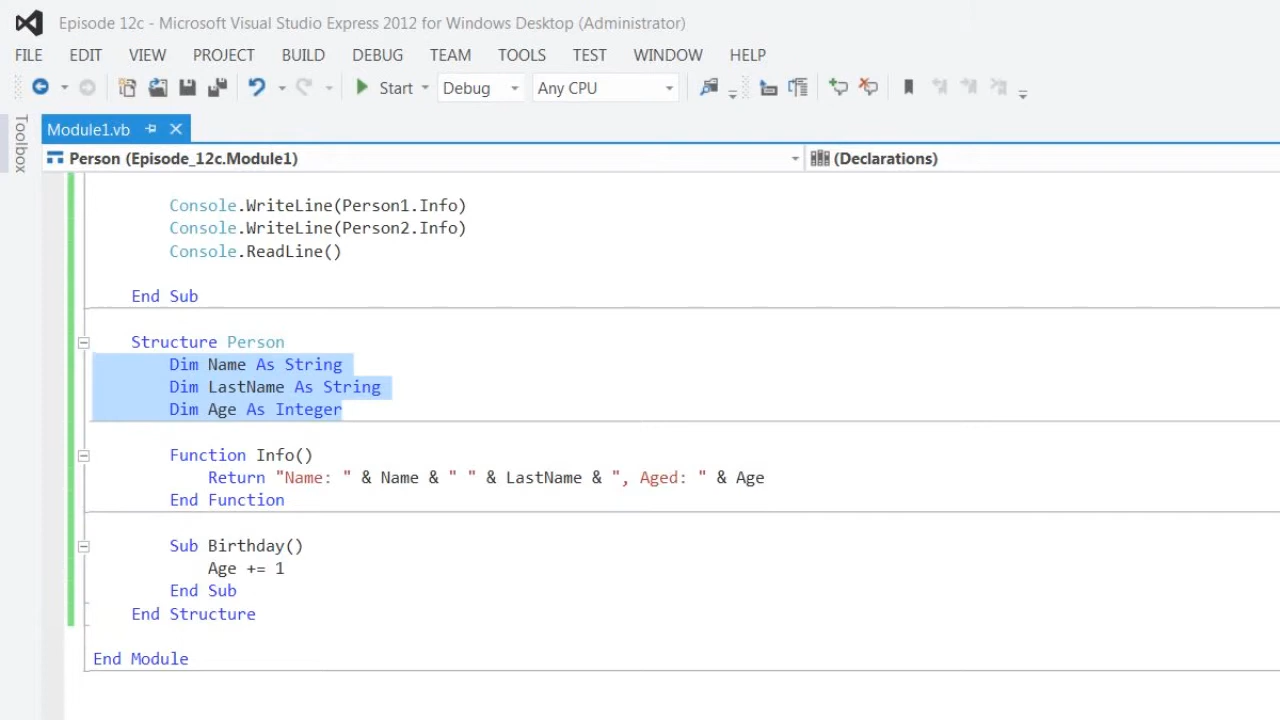 Episode 12c - Microsoft Visual Studio Express 2012 for Windows Desktop (Administrator)
FILE EDIT VIEW PROJECT BUILD DEBUG TEAM TOOLS TEST WINDOW HELP
Start Debug Any CPU
Toolbox
Module1.vb
Person (Episode_12c.Module1) (Declarations)
Console.WriteLine(Person1.Info)
Console.WriteLine(Person2.Info)
Console.ReadLine()
End Sub
Structure Person
Dim Name As String
Dim LastName As String
Dim Age As Integer
Function Info()
Return "Name: " & Name & " " & LastName & ", Aged: " & Age
End Function
Sub Birthday()
Age += 1
End Sub
End Structure
End Module